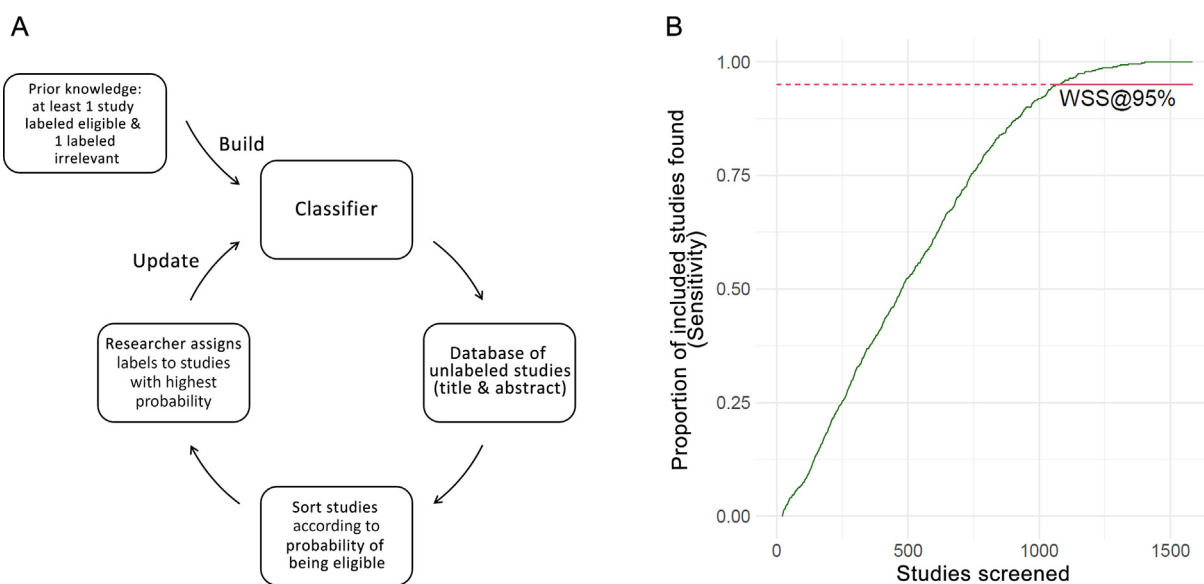 A
Prior knowledge:
at least 1 study
labeled eligible &
1 labeled
irrelevant
Build
Classifier
Update
Researcher assigns
labels to studies
with highest
probability
Database of
unlabeled studies
(title & abstract)
Sort studies
according to
probability of
being eligible
B
Proportion of included studies found
(Sensitivity)
1.00
0.75
0.50
0.25
0.00
WSS@95%
0
500
1000
1500
Studies screened